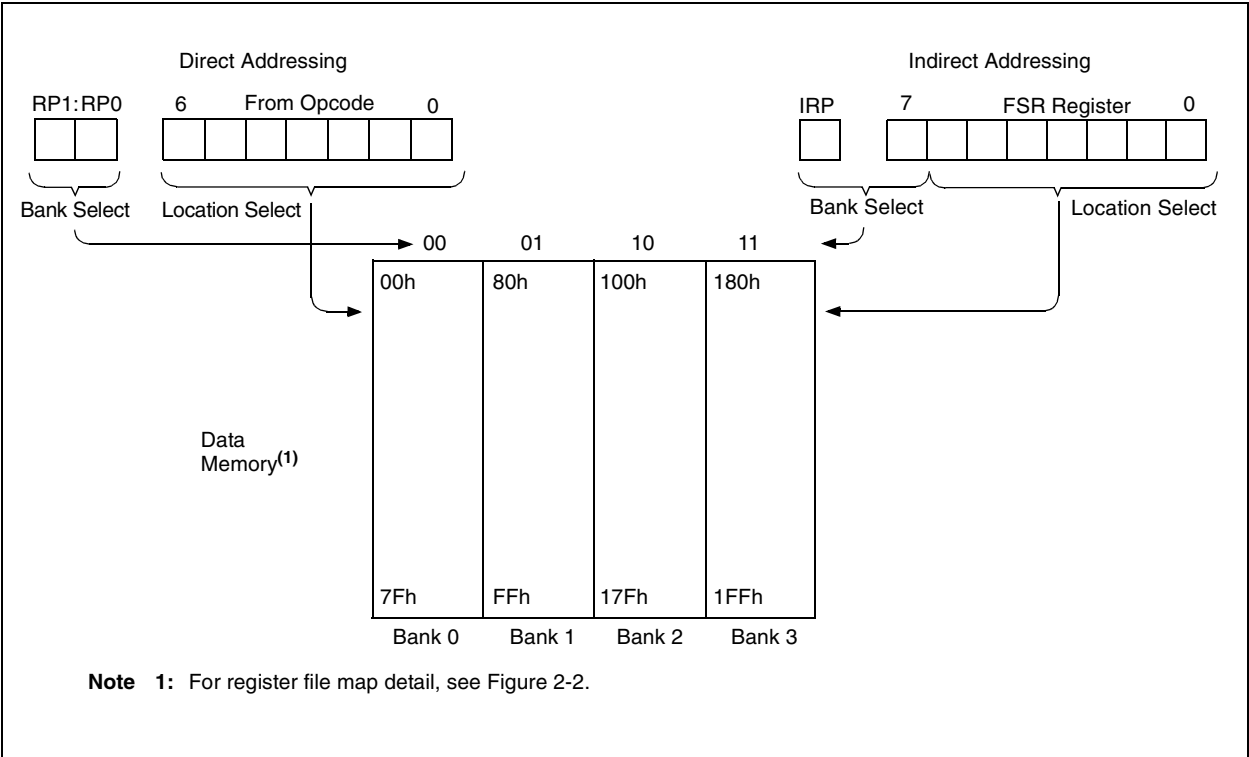 Direct Addressing
Indirect Addressing
RP1:RP0 6 From Opcode 0
IRP 7 FSR Register 0
Bank Select Location Select
Bank Select Location Select
00 01 10 11
00h 80h 100h 180h
Data
Memory(1)
7Fh FFh 17Fh 1FFh
Bank 0 Bank 1 Bank 2 Bank 3
Note 1: For register file map detail, see Figure 2-2.